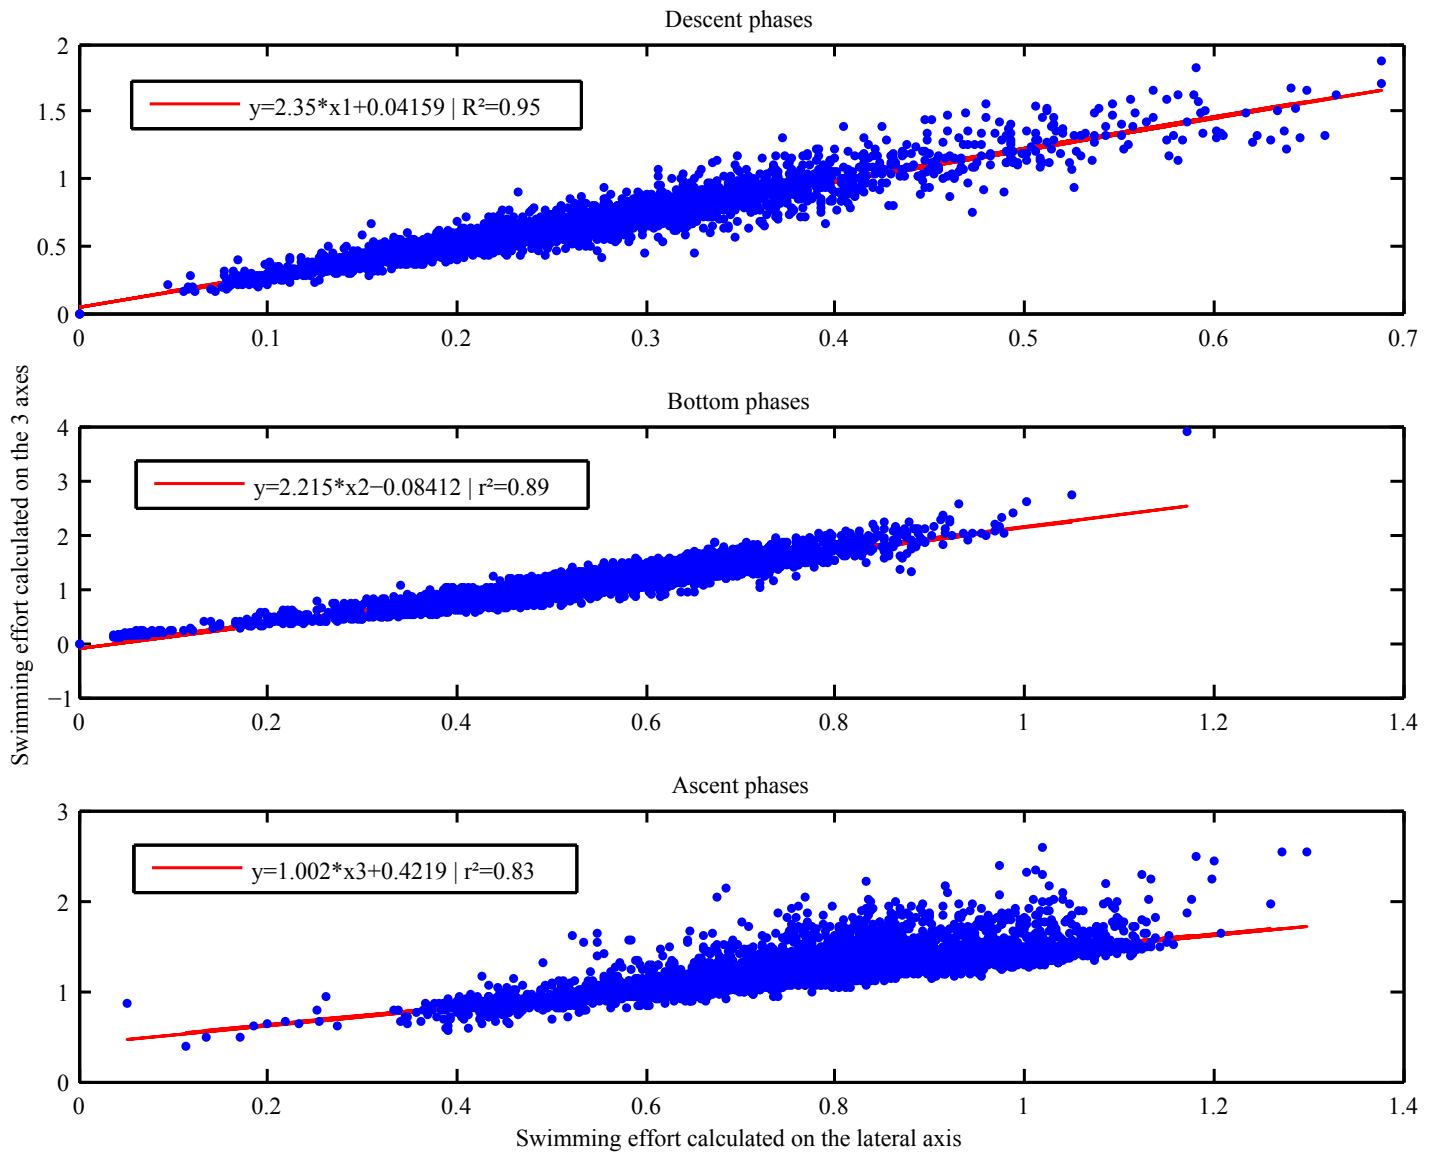 Descent phases
2
1.5
1
0.5
0
y=2.35*x1+0.04159 | R²=0.95
0 0.1 0.2 0.3 0.4 0.5 0.6 0.7
Swimming effort calculated on the 3 axes
Bottom phases
4
3
2
1
0
−1
y=2.215*x2−0.08412 | r²=0.89
0 0.2 0.4 0.6 0.8 1 1.2 1.4
Ascent phases
3
2
1
0
y=1.002*x3+0.4219 | r²=0.83
0 0.2 0.4 0.6 0.8 1 1.2 1.4
Swimming effort calculated on the lateral axis